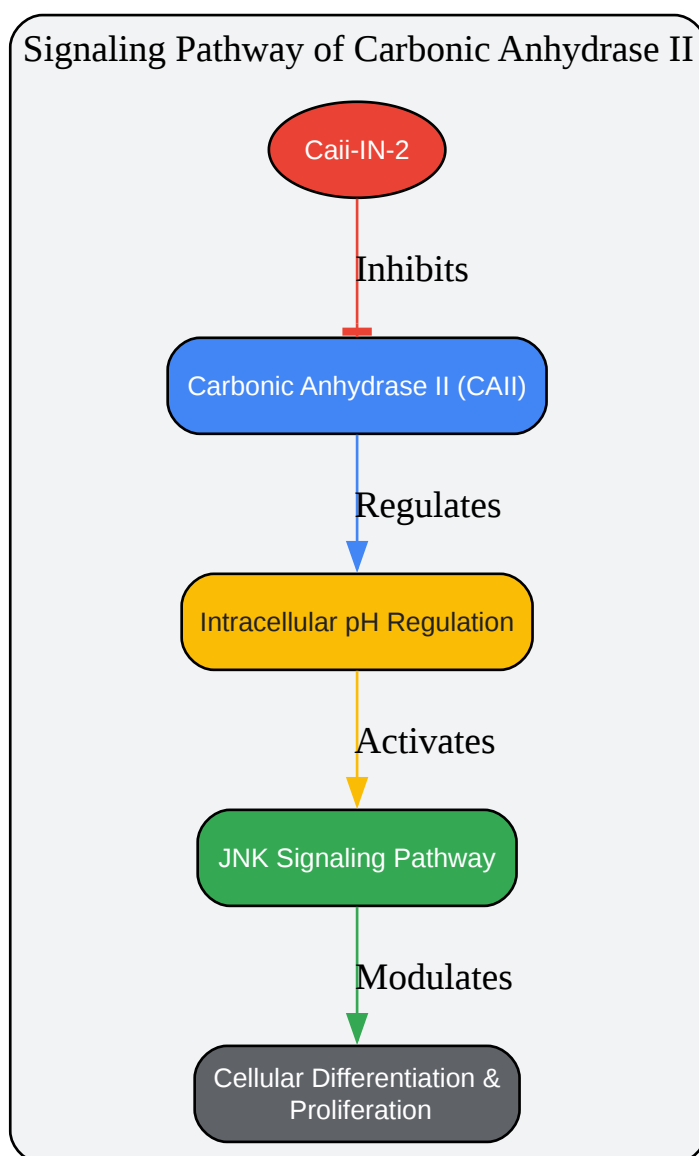 Signaling Pathway of Carbonic Anhydrase II
Caii-IN-2
Inhibits
Carbonic Anhydrase II (CAII)
Regulates
Intracellular pH Regulation
Activates
JNK Signaling Pathway
Modulates
Cellular Differentiation &
Proliferation